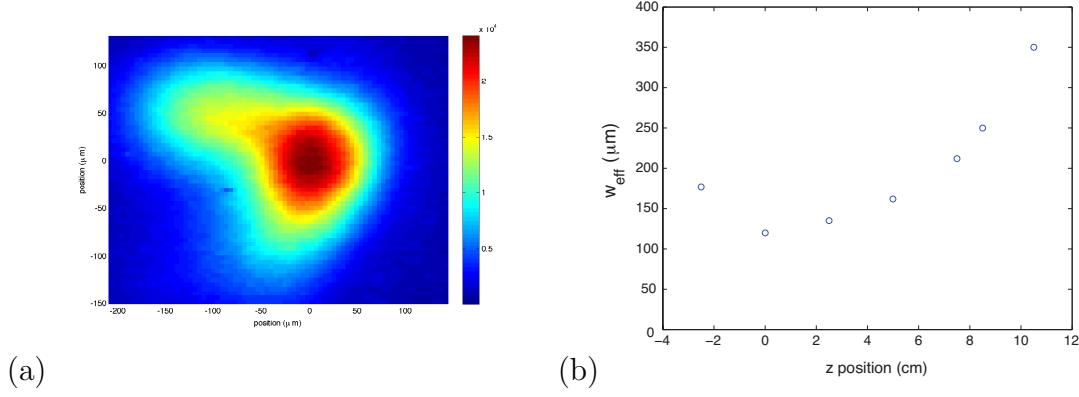 x 10⁴
2
1.5
1
0.5
100
50
0
-50
-100
-150
-200 -150 -100 -50 0 50 100
position (μm)
position (μm)
(a)
400
350
300
250
200
150
100
50
0
−4 −2 0 2 4 6 8 10 12
w_eff (μm)
z position (cm)
(b)